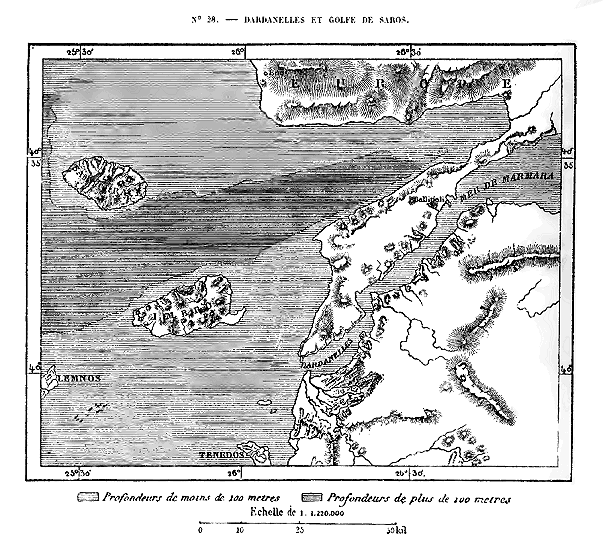 N° 28. — DARDANELLES ET GOLFE DE SAROS.
25°30' 26° 26°30'
EUROPE
40°
35'
40°
35'
MER DE MARMARA
Gallipoli
40°
40°
DARDANELLES
LEMNOS
TENEDOS
25°30' 26° 26°30'
Profondeurs de moins de 100 metres Profondeurs de plus de 100 metres
Echelle de 1: 1.220.000
0 10 25 50 kil